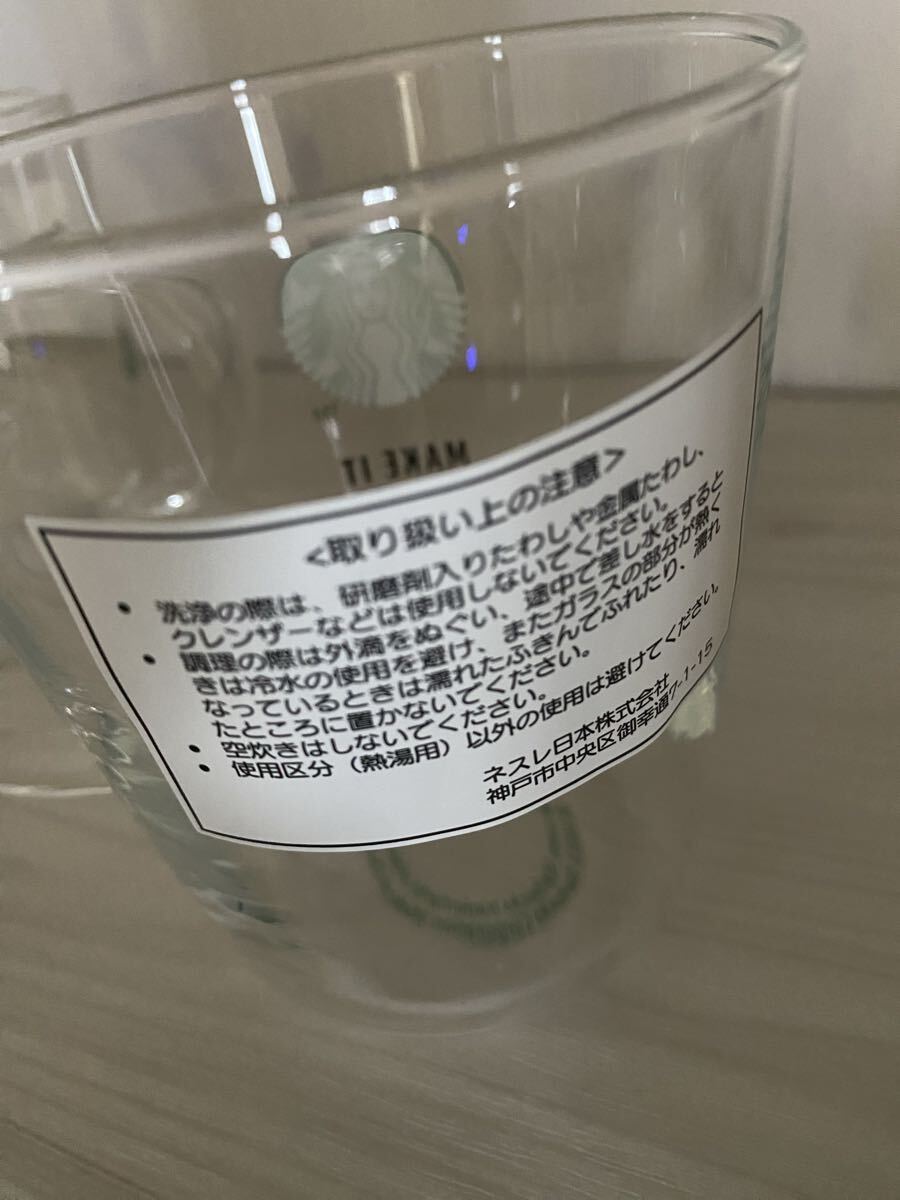 MAKE IT
<取り扱い上の注意>
• 洗浄の際は、研磨剤入りたわしや金属たわし、
クレンザーなどは使用しないでください。
• 調理の際は外滴をぬぐい、途中で差し水をすると
きは冷水の使用を避け、またガラスの部分が熱く
なっているときは濡れたふきんでふれたり、濡れ
たところに置かないでください。
• 空炊きはしないでください。
• 使用区分（熱湯用）以外の使用は避けてください。
ネスレ日本株式会社
神戸市中央区御幸通7-1-15